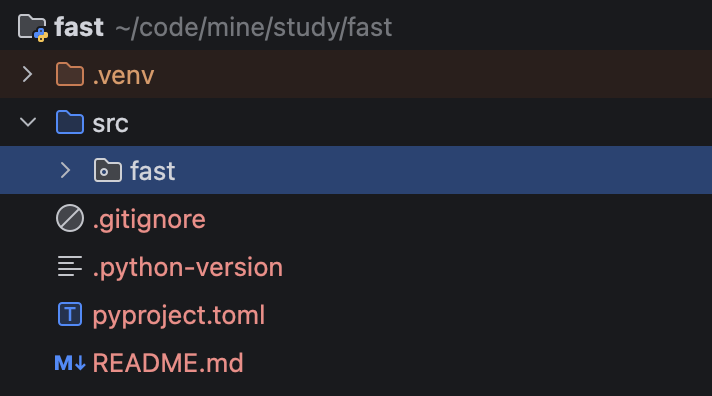 fast ~/code/mine/study/fast
.venv
src
fast
.gitignore
.python-version
T pyproject.toml
M↓ README.md